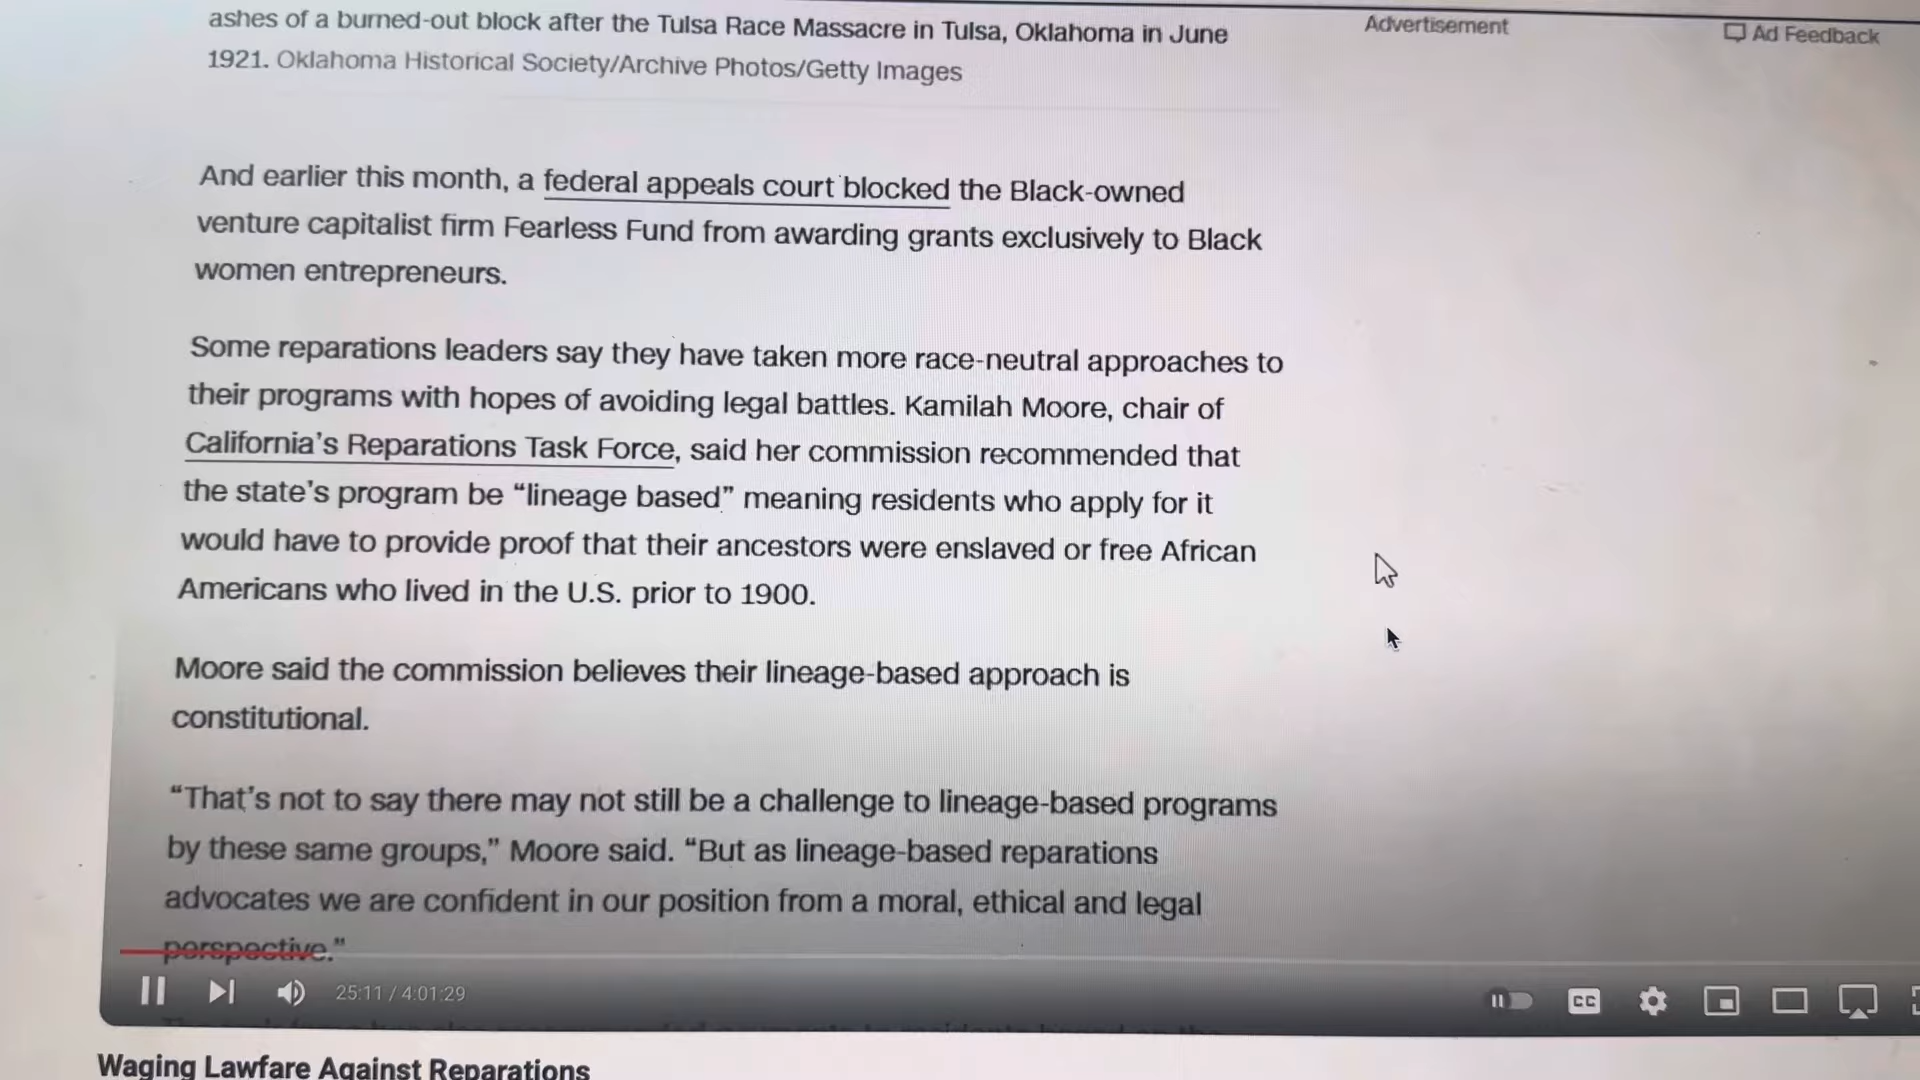 ashes of a burned-out block after the Tulsa Race Massacre in Tulsa, Oklahoma in June
1921. Oklahoma Historical Society/Archive Photos/Getty Images
Advertisement
Ad Feedback
And earlier this month, a federal appeals court blocked the Black-owned
venture capitalist firm Fearless Fund from awarding grants exclusively to Black
women entrepreneurs.
Some reparations leaders say they have taken more race-neutral approaches to
their programs with hopes of avoiding legal battles. Kamilah Moore, chair of
California’s Reparations Task Force, said her commission recommended that
the state’s program be “lineage based” meaning residents who apply for it
would have to provide proof that their ancestors were enslaved or free African
Americans who lived in the U.S. prior to 1900.
Moore said the commission believes their lineage-based approach is
constitutional.
“That’s not to say there may not still be a challenge to lineage-based programs
by these same groups,” Moore said. “But as lineage-based reparations
advocates we are confident in our position from a moral, ethical and legal
perspective.”
25:11 / 4:01:29
CC
Waging Lawfare Against Reparations